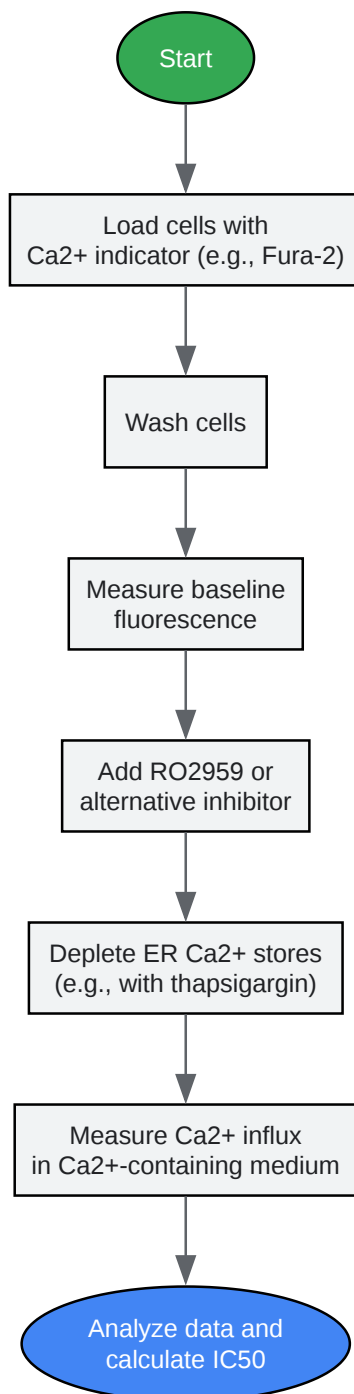 Start
Load cells with
Ca2+ indicator (e.g., Fura-2)
Wash cells
Measure baseline
fluorescence
Add RO2959 or
alternative inhibitor
Deplete ER Ca2+ stores
(e.g., with thapsigargin)
Measure Ca2+ influx
in Ca2+-containing medium
Analyze data and
calculate IC50